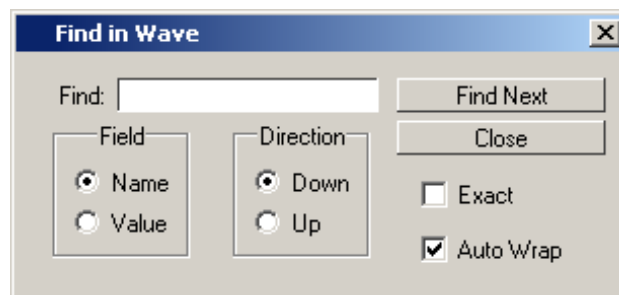 Find in Wave
Find:
Find Next
Close
Field
Name
Value
Direction
Down
Up
Exact
Auto Wrap